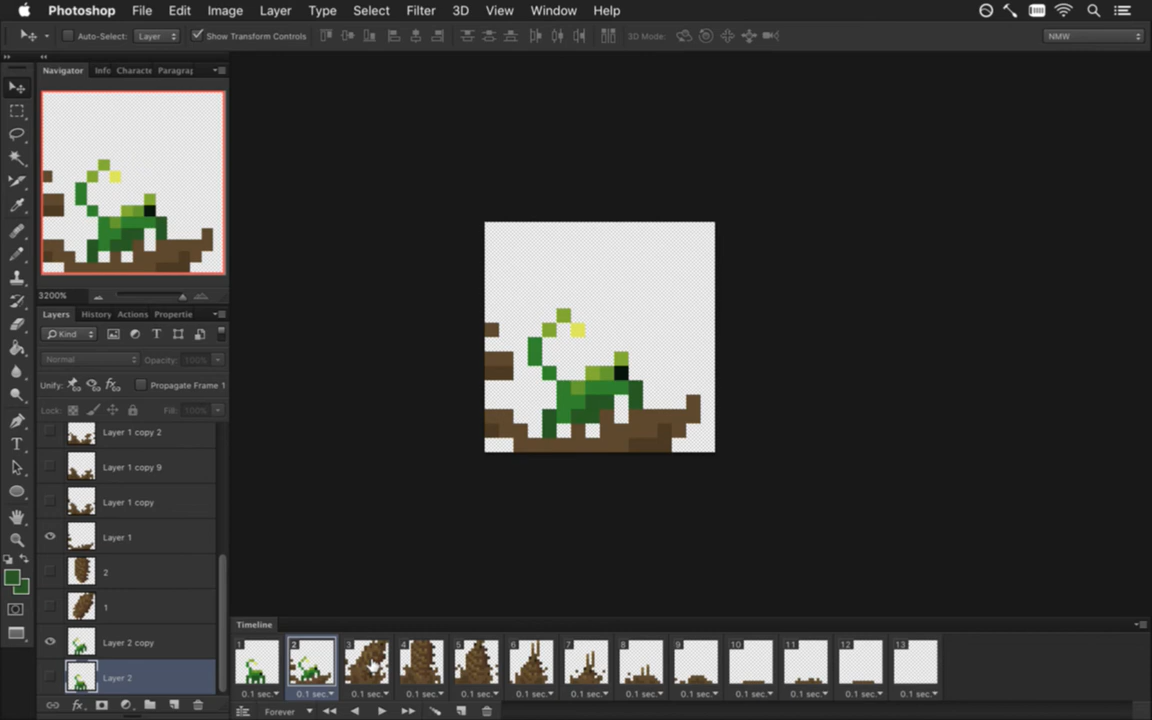 Photoshop File Edit Image Layer Type Select Filter 3D View Window Help
Auto-Select: Layer Show Transform Controls 3D Mode: NMW
Navigator Info Characte Paragrap
3200%
Layers History Actions Propertie
Kind
Normal Opacity: 100%
Unify: Propagate Frame 1
Lock: Fill: 100%
Layer 1 copy 2
Layer 1 copy 9
Layer 1 copy
Layer 1
2
1
Layer 2 copy
Layer 2
Timeline
1 2 3 4 5 6 7 8 9 10 11 12 13
0.1 sec. 0.1 sec. 0.1 sec. 0.1 sec. 0.1 sec. 0.1 sec. 0.1 sec. 0.1 sec. 0.1 sec. 0.1 sec. 0.1 sec. 0.1 sec. 0.1 sec.
Forever